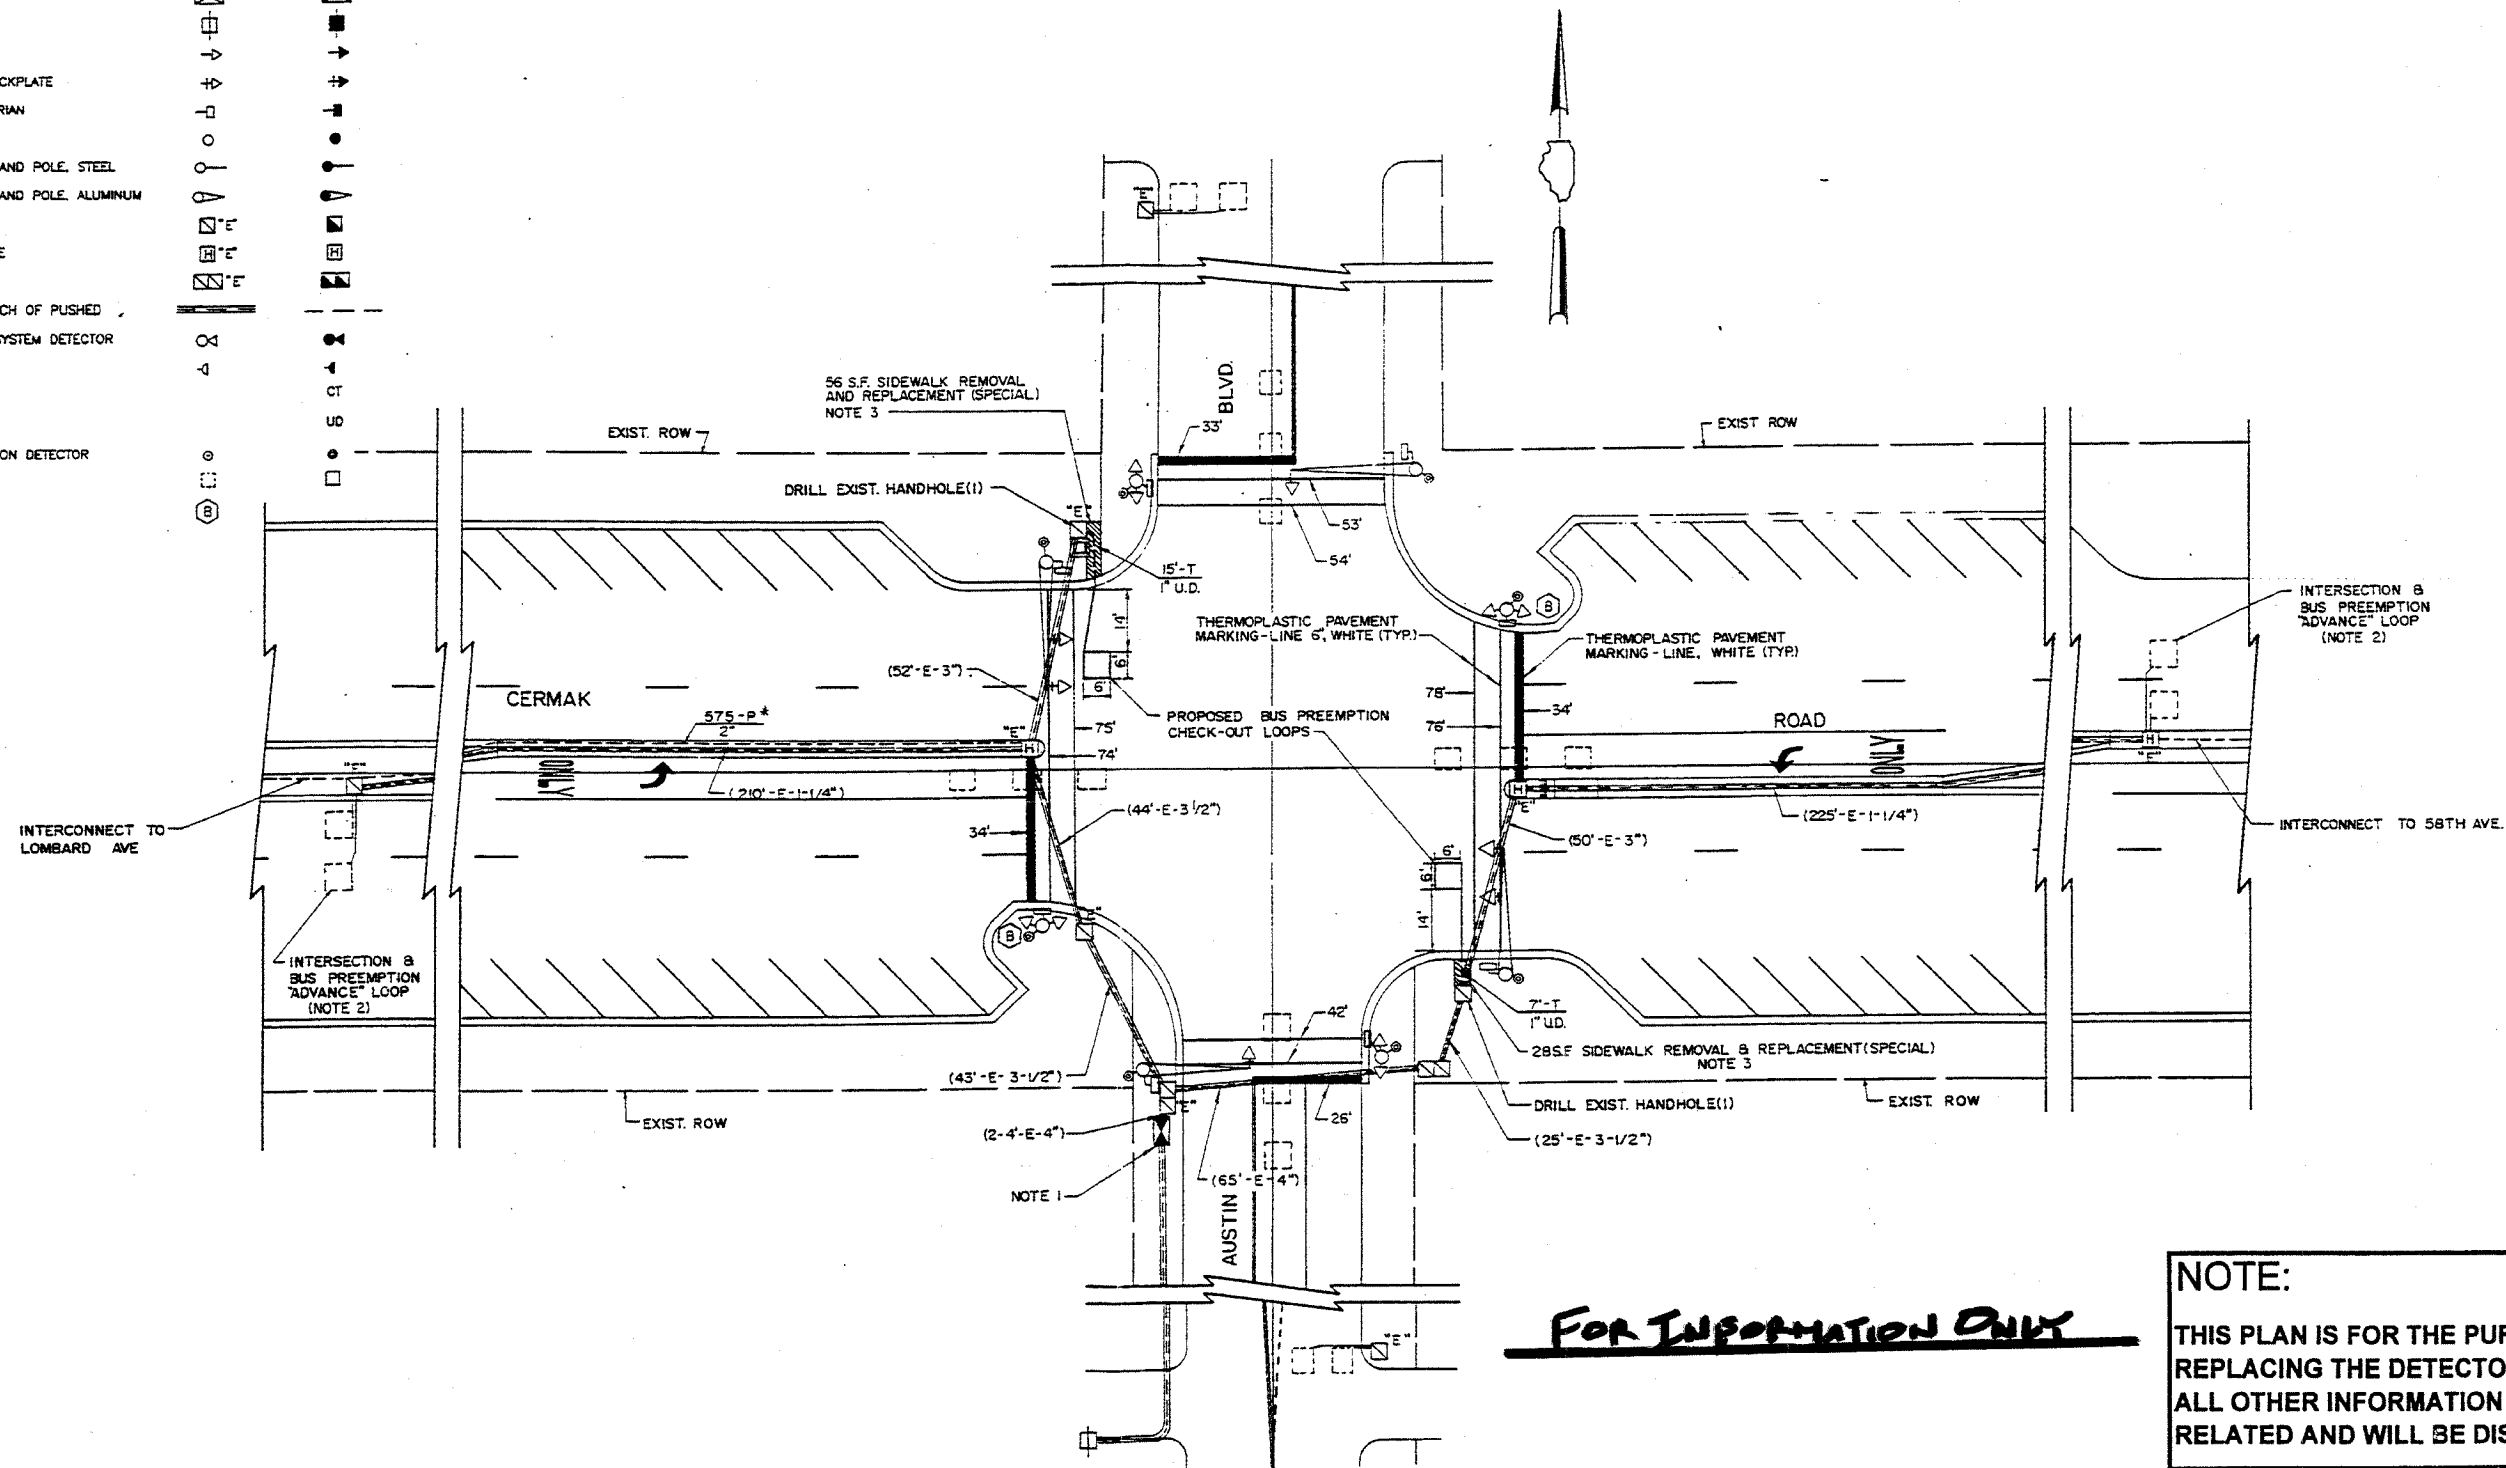 CKPLATE
RIAN
AND POLE, STEEL
AND POLE, ALUMINUM
"E"
E
H "E"
H
"E"
CH OF PUSHED
SYSTEM DETECTOR
CT
UD
ON DETECTOR
B
"E"
BLVD.
56 S.F. SIDEWALK REMOVAL
AND REPLACEMENT (SPECIAL)
NOTE 3
EXIST. ROW
33'
EXIST ROW
DRILL EXIST. HANDHOLE(1)
"E"
53'
54'
15'-T
1" U.D.
14'
6'
6'
THERMOPLASTIC PAVEMENT
MARKING-LINE 6", WHITE (TYP.)
B
THERMOPLASTIC PAVEMENT
MARKING - LINE, WHITE (TYP.)
INTERSECTION &
BUS PREEMPTION
"ADVANCE" LOOP
(NOTE 2)
(52'-E-3")
CERMAK
575-P *
2"
"E"
H
75'
74'
PROPOSED BUS PREEMPTION
CHECK-OUT LOOPS
78'
76'
34'
ROAD
ONLY
H
"E"
"E"
ONLY
(210'-E-1-1/4")
(44'-E-3 1/2")
H
"E"
(225'-E-1-1/4")
INTERCONNECT TO
LOMBARD AVE
34'
(50'-E-3")
INTERCONNECT TO 58TH AVE.
6'
6'
14'
"E"
B
INTERSECTION &
BUS PREEMPTION
"ADVANCE" LOOP
(NOTE 2)
7'-T
1" U.D.
42'
28S.F. SIDEWALK REMOVAL & REPLACEMENT(SPECIAL)
NOTE 3
(43'-E- 3-1/2")
"E"
DRILL EXIST. HANDHOLE(1)
EXIST. ROW
EXIST. ROW
26'
(2-4'-E-4")
(25'-E-3-1/2")
(65'-E-4")
NOTE 1
AUSTIN
"E"
FOR INFORMATION ONLY
NOTE:
THIS PLAN IS FOR THE PUR
REPLACING THE DETECTO
ALL OTHER INFORMATION
RELATED AND WILL BE DIS